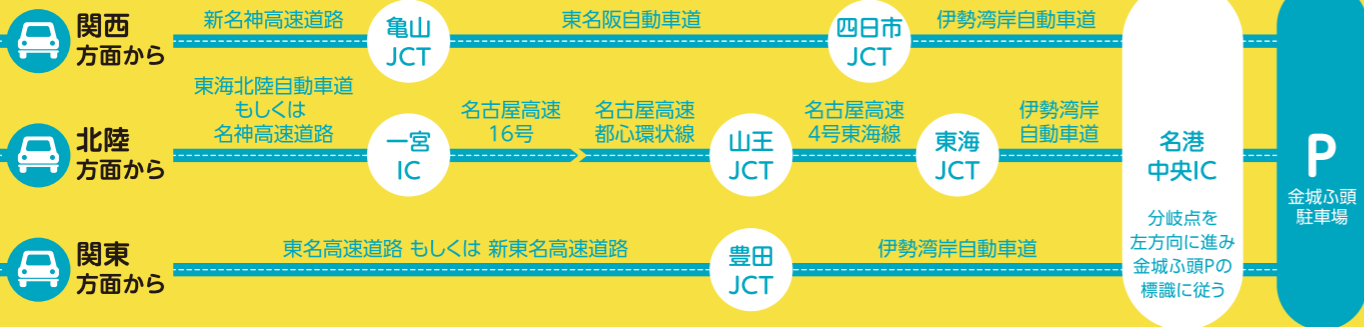 関西
方面から
新名神高速道路
亀山
JCT
東名阪自動車道
四日市
JCT
伊勢湾岸自動車道
北陸
方面から
東海北陸自動車道
もしくは
名神高速道路
一宮
IC
名古屋高速
16号
名古屋高速
都心環状線
山王
JCT
名古屋高速
4号東海線
東海
JCT
伊勢湾岸
自動車道
関東
方面から
東名高速道路 もしくは 新東名高速道路
豊田
JCT
伊勢湾岸自動車道
名港
中央IC
分岐点を
左方向に進み
金城ふ頭Pの
標識に従う
P
金城ふ頭
駐車場